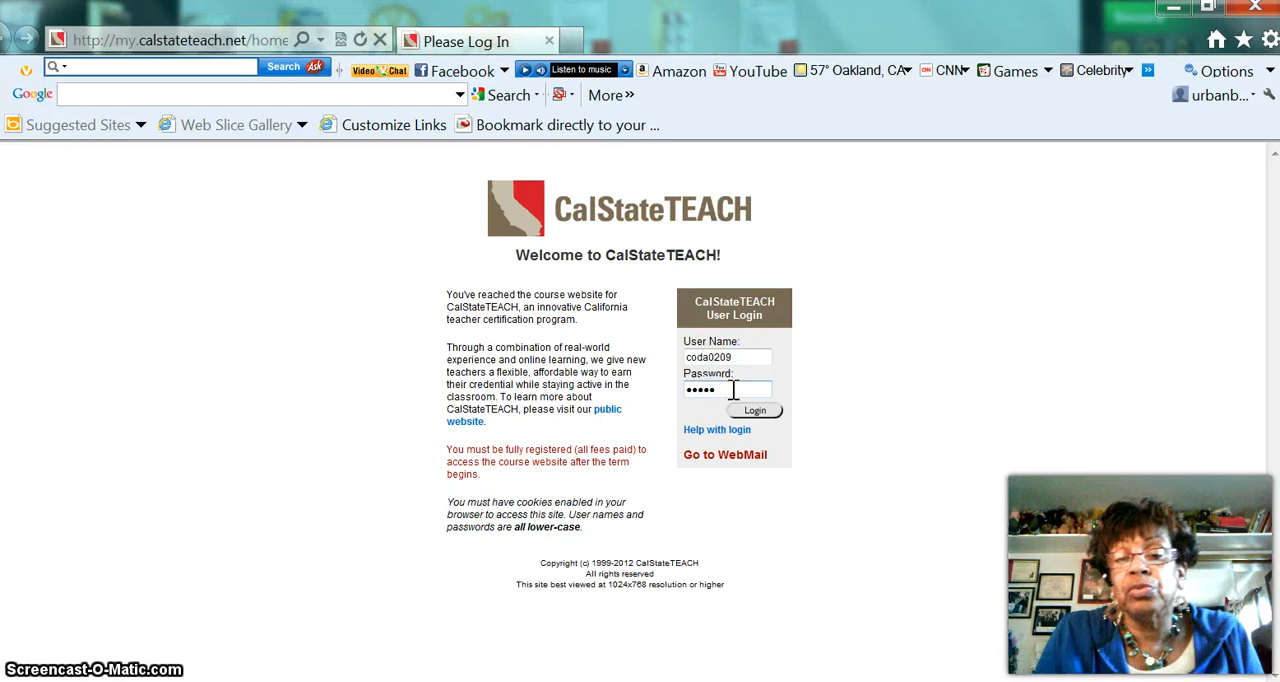 http://my.calstateteach.net/home
Please Log In
Search Ask
Video Chat
Facebook
Listen to music
Amazon
YouTube
57° Oakland, CA
CNN
Games
Celebrity
Options
Google
Search
More
urbanb...
Suggested Sites
Web Slice Gallery
Customize Links
Bookmark directly to your ...
CalStateTEACH
Welcome to CalStateTEACH!
You've reached the course website for
CalStateTEACH, an innovative California
teacher certification program.
Through a combination of real-world
experience and online learning, we give new
teachers a flexible, affordable way to earn
their credential while staying active in the
classroom. To learn more about
CalStateTEACH, please visit our public
website.
You must be fully registered (all fees paid) to
access the course website after the term
begins.
You must have cookies enabled in your
browser to access this site. User names and
passwords are all lower-case.
CalStateTEACH
User Login
User Name:
coda0209
Password:
•••••
Login
Help with login
Go to WebMail
Copyright (c) 1999-2012 CalStateTEACH
All rights reserved
This site best viewed at 1024x768 resolution or higher
Screencast-O-Matic.com